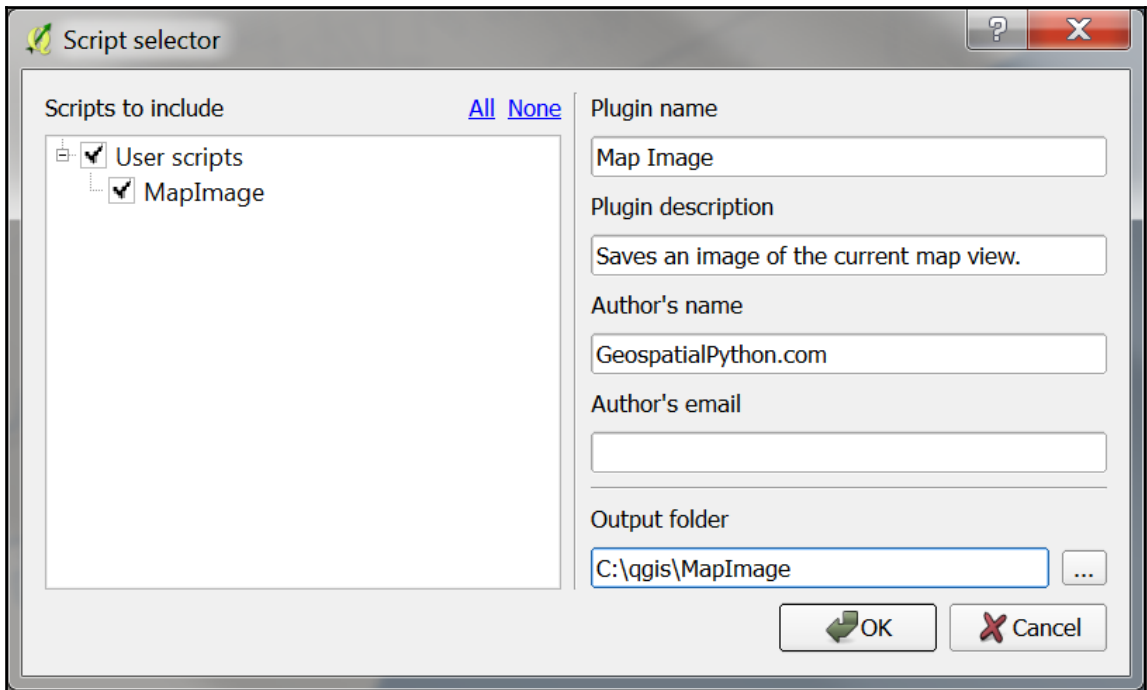 Script selector
Scripts to include
All None
User scripts
MapImage
Plugin name
Map Image
Plugin description
Saves an image of the current map view.
Author's name
GeospatialPython.com
Author's email
Output folder
C:\qgis\MapImage
...
OK
Cancel